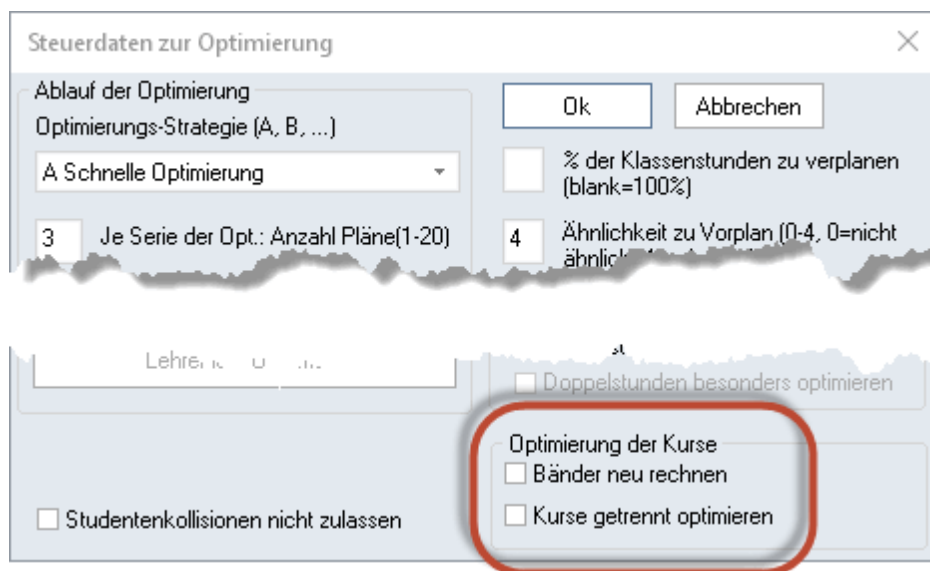 Steuerdaten zur Optimierung
Ablauf der Optimierung
Optimierungs-Strategie (A, B, ...)
A Schnelle Optimierung
3 Je Serie der Opt.: Anzahl Pläne(1-20)
Ok Abbrechen
% der Klassenstunden zu verplanen
(blank=100%)
4 Ähnlichkeit zu Vorplan (0-4, 0=nicht
Doppelstunden besonders optimieren
Optimierung der Kurse
Bänder neu rechnen
Studentenkollisionen nicht zulassen
Kurse getrennt optimieren